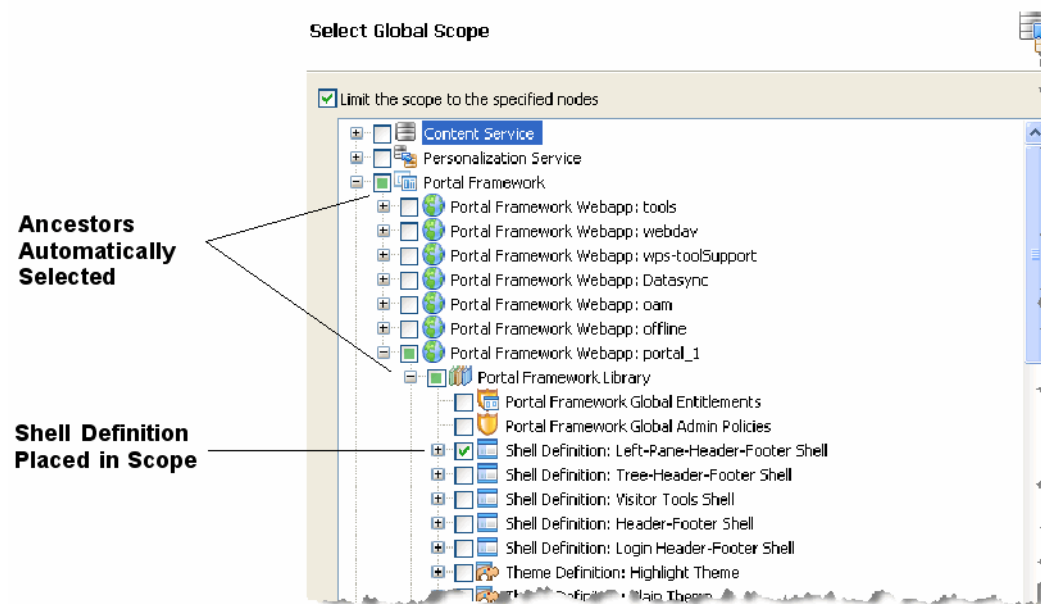 Select Global Scope
Limit the scope to the specified nodes
Content Service
Personalization Service
Portal Framework
Portal Framework Webapp: tools
Portal Framework Webapp: webdav
Portal Framework Webapp: wps-toolSupport
Portal Framework Webapp: Datasync
Portal Framework Webapp: oam
Portal Framework Webapp: offline
Portal Framework Webapp: portal_1
Portal Framework Library
Portal Framework Global Entitlements
Portal Framework Global Admin Policies
Shell Definition: Left-Pane-Header-Footer Shell
Shell Definition: Tree-Header-Footer Shell
Shell Definition: Visitor Tools Shell
Shell Definition: Header-Footer Shell
Shell Definition: Login Header-Footer Shell
Theme Definition: Highlight Theme
Ancestors
Automatically
Selected
Shell Definition
Placed in Scope